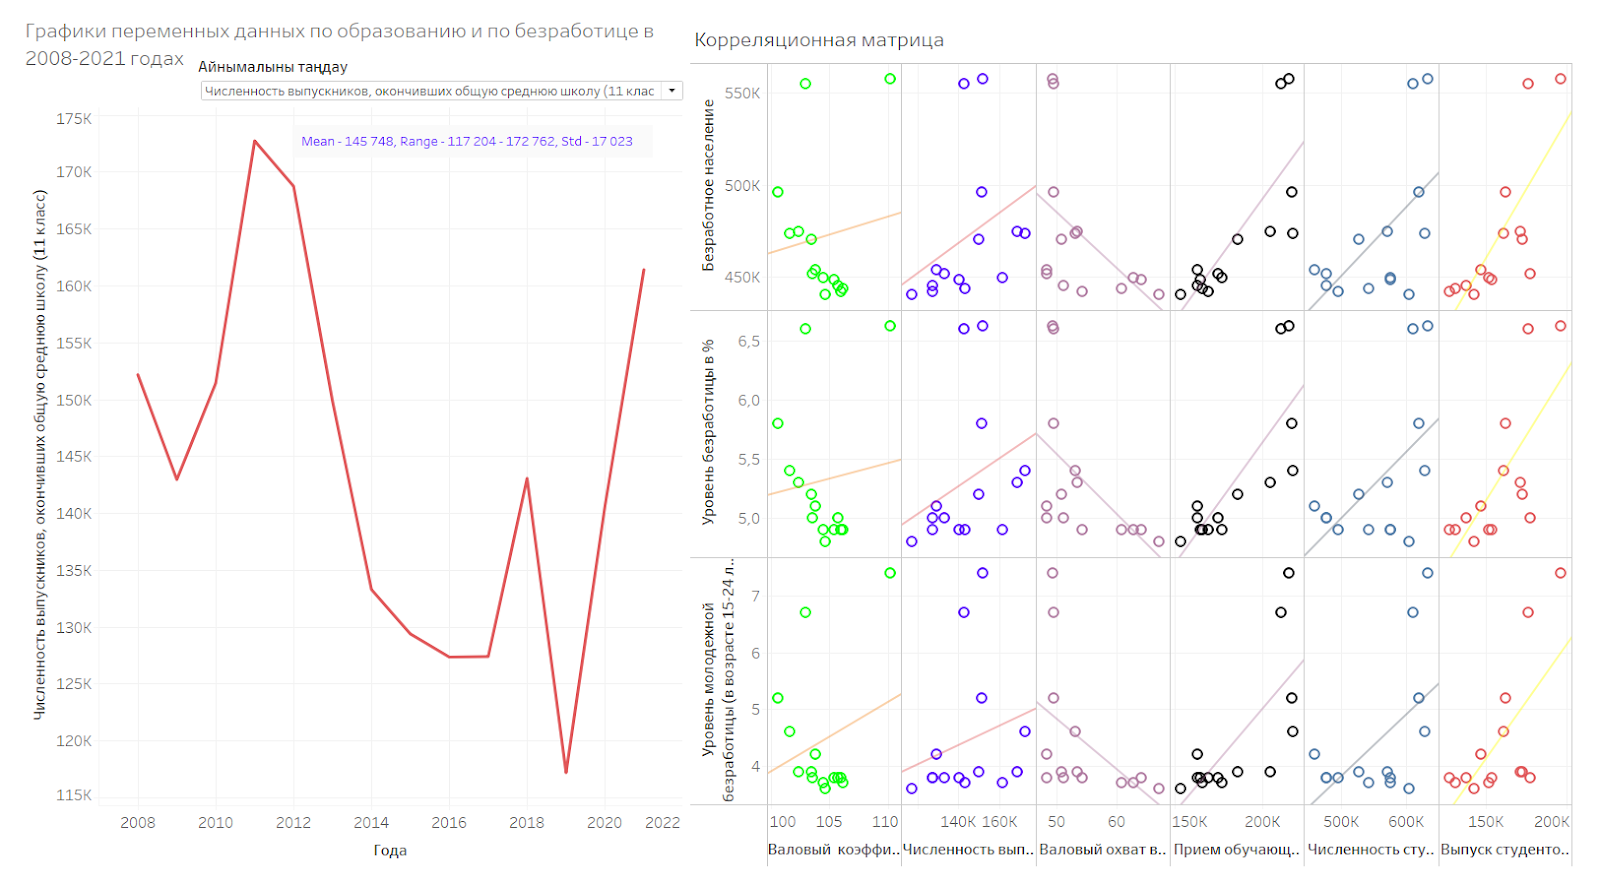 Графики переменных данных по образованию и по безработице в
2008-2021 годах
Айнымалыны таңдау
Численность выпускников, окончивших общую среднюю школу (11 клас
Mean - 145 748, Range - 117 204 - 172 762, Std - 17 023
Численность выпускников, окончивших общую среднюю школу (11 класс)
175K
170K
165K
160K
155K
150K
145K
140K
135K
130K
125K
120K
115K
2008
2010
2012
2014
2016
2018
2020
2022
Года
Корреляционная матрица
Безработное население
550K
500K
450K
Уровень безработицы в %
6,5
6,0
5,5
5,0
Уровень молодежной
безработицы (в возрасте 15-24 л..
7
6
5
4
100 105 110 140K 160K 50 60 150K 200K 500K 600K 150K 200K
Валовый коэффи.. Численность вып.. Валовый охват в.. Прием обучающ.. Численность сту.. Выпуск студенто..